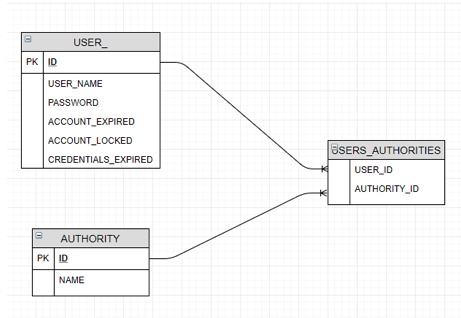 USER_
PK ID
USER_NAME
PASSWORD
ACCOUNT_EXPIRED
ACCOUNT_LOCKED
CREDENTIALS_EXPIRED
USERS_AUTHORITIES
USER_ID
AUTHORITY_ID
AUTHORITY
PK ID
NAME